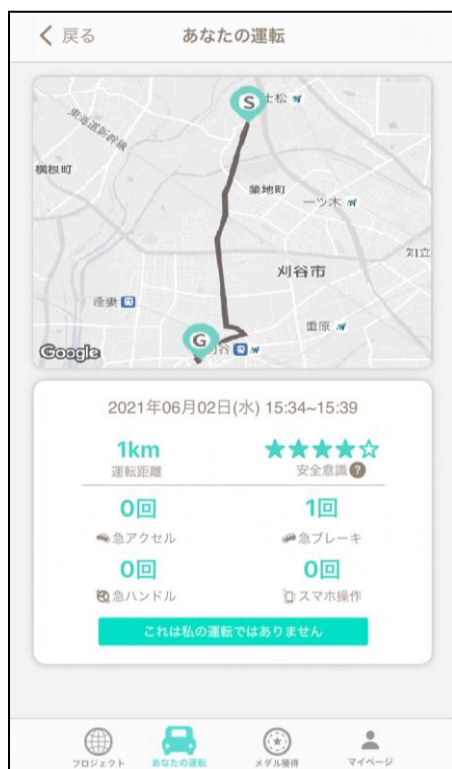 戻る
あなたの運転
S
士松
東海道新幹線
横根町
築地町
一ツ木
知立
刈谷市
逢妻
重原
G
刈谷
Google
2021年06月02日(水) 15:34~15:39
1km
運転距離
安全意識 ?
0回
急アクセル
1回
急ブレーキ
0回
急ハンドル
0回
スマホ操作
これは私の運転ではありません
プロジェクト
あなたの運転
メダル獲得
マイページ